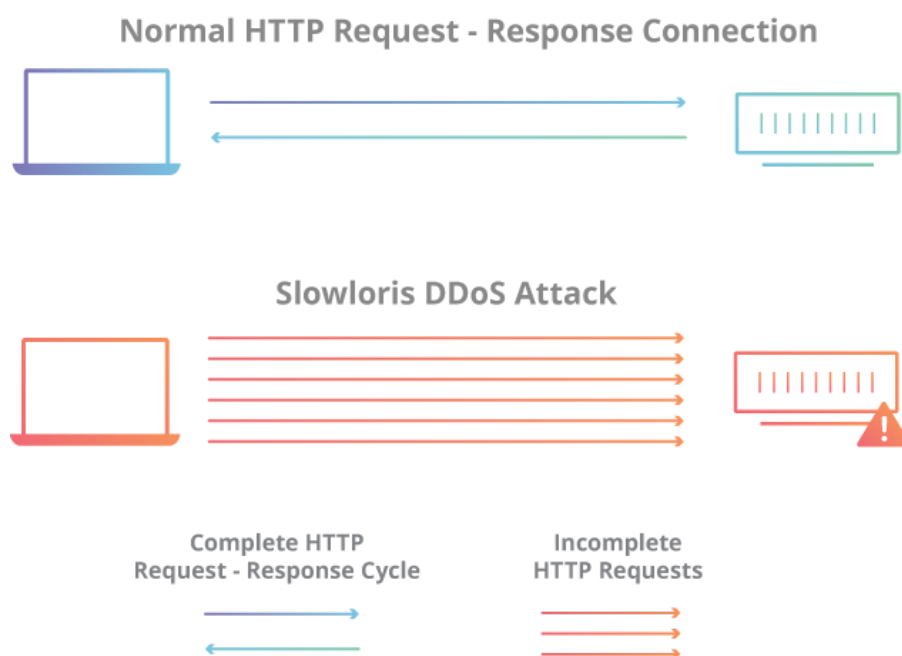 Normal HTTP Request - Response Connection
Slowloris DDoS Attack
Complete HTTP
Request - Response Cycle
Incomplete
HTTP Requests